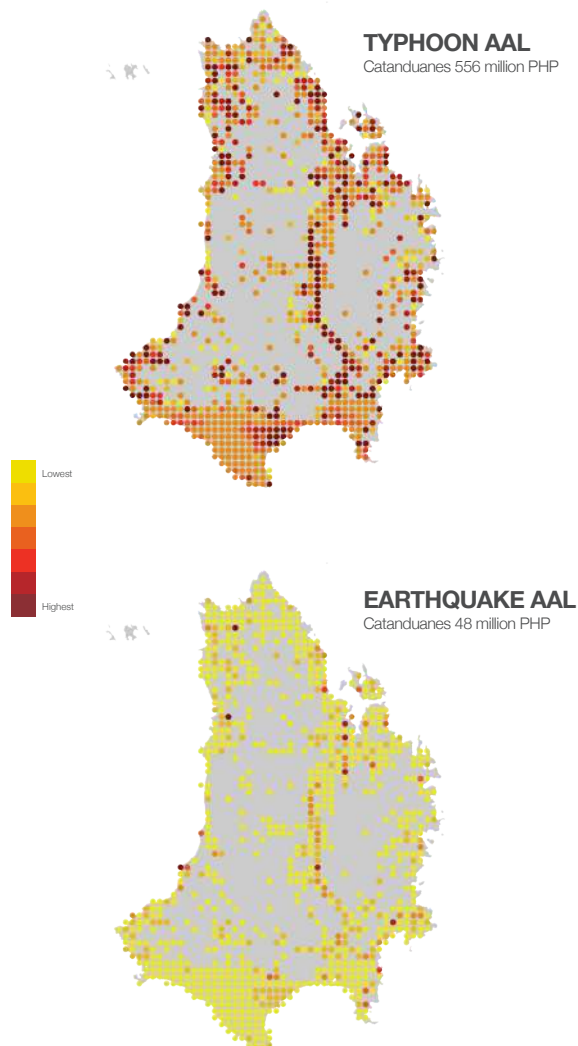 TYPHOON AAL
Catanduanes 556 million PHP
Lowest
Highest
EARTHQUAKE AAL
Catanduanes 48 million PHP